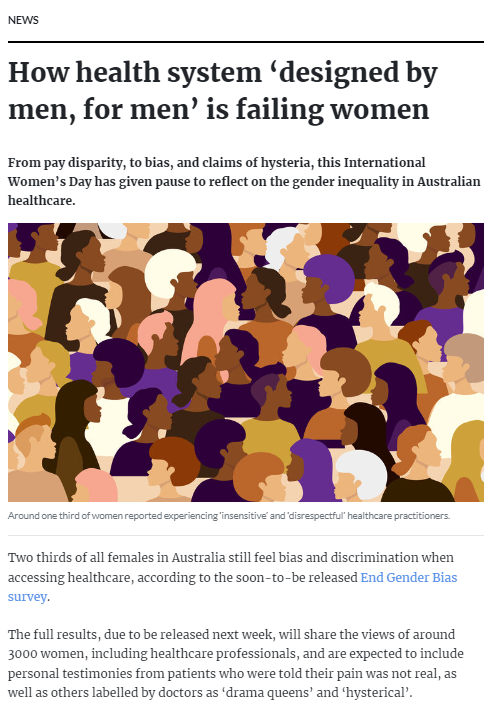 NEWS
How health system ‘designed by
men, for men’ is failing women
From pay disparity, to bias, and claims of hysteria, this International
Women’s Day has given pause to reflect on the gender inequality in Australian
healthcare.
Around one third of women reported experiencing ‘insensitive’ and ‘disrespectful’ healthcare practitioners.
Two thirds of all females in Australia still feel bias and discrimination when
accessing healthcare, according to the soon-to-be released End Gender Bias
survey.
The full results, due to be released next week, will share the views of around
3000 women, including healthcare professionals, and are expected to include
personal testimonies from patients who were told their pain was not real, as
well as others labelled by doctors as ‘drama queens’ and ‘hysterical’.